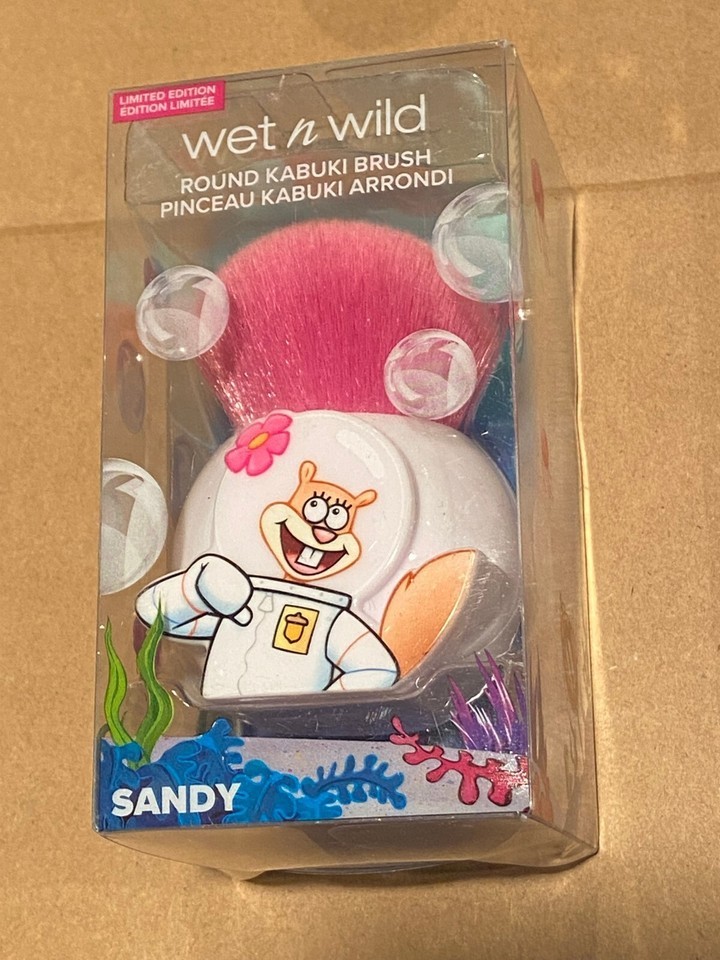 LIMITED EDITION
ÉDITION LIMITÉE
wet n wild
ROUND KABUKI BRUSH
PINCEAU KABUKI ARRONDI
SANDY